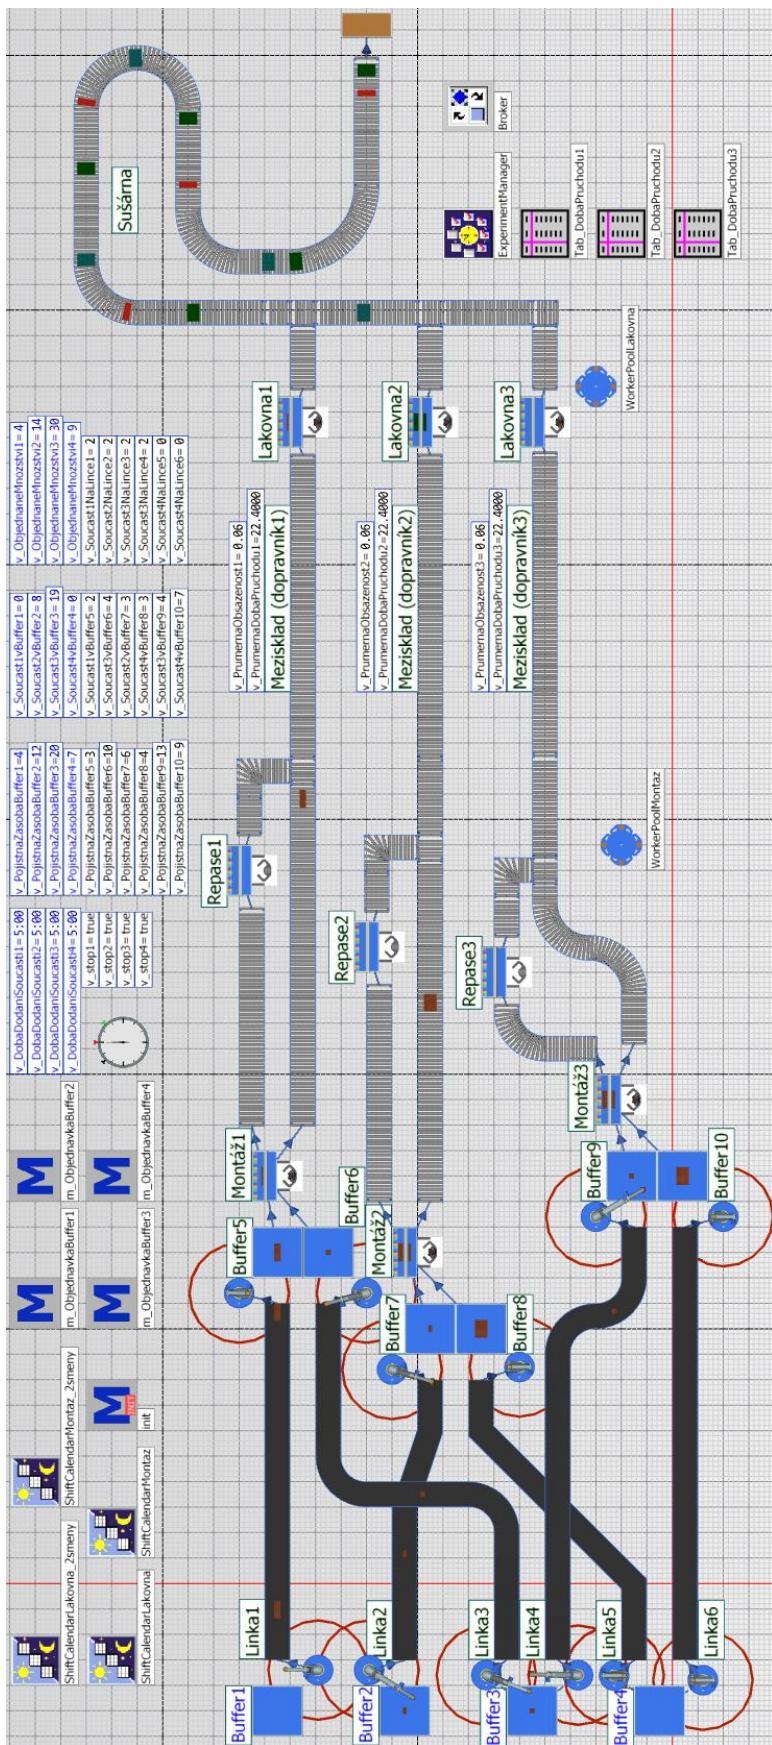 ShiftCalendarLakovna_2smeny
ShiftCalendarMontaz_2smeny
ShiftCalendarLakovna
ShiftCalendarMontaz
M
INIT
init
M
m_ObjednavkaBuffer1
M
m_ObjednavkaBuffer2
M
m_ObjednavkaBuffer3
M
m_ObjednavkaBuffer4
v_DobaDodaniSoucasti1= 5:00
v_DobaDodaniSoucasti2= 5:00
v_DobaDodaniSoucasti3= 5:00
v_DobaDodaniSoucasti4= 5:00
v_stop1= true
v_stop2= true
v_stop3= true
v_stop4= true
v_PojistnaZasobaBuffer1=4
v_PojistnaZasobaBuffer2=12
v_PojistnaZasobaBuffer3=20
v_PojistnaZasobaBuffer4=7
v_PojistnaZasobaBuffer5=3
v_PojistnaZasobaBuffer6=10
v_PojistnaZasobaBuffer7=6
v_PojistnaZasobaBuffer8=4
v_PojistnaZasobaBuffer9=13
v_PojistnaZasobaBuffer10= 9
v_Soucast1vBuffer1= 0
v_Soucast2vBuffer2= 8
v_Soucast3vBuffer3= 19
v_Soucast4vBuffer4= 0
v_Soucast1vBuffer5= 2
v_Soucast3vBuffer6= 4
v_Soucast2vBuffer7= 3
v_Soucast4vBuffer8= 3
v_Soucast3vBuffer9= 4
v_Soucast4vBuffer10= 7
v_ObjednaneMnozstvi1= 4
v_ObjednaneMnozstvi2= 14
v_ObjednaneMnozstvi3= 30
v_ObjednaneMnozstvi4= 9
v_Soucast1NaLince1= 2
v_Soucast2NaLince2= 2
v_Soucast3NaLince3= 2
v_Soucast3NaLince4= 2
v_Soucast4NaLince5= 0
v_Soucast4NaLince6= 0
Sušárna
Buffer1
Linka1
Buffer5
Montáž1
Repase1
v_PrumernaObsazenost1= 0.06
v_PrumernaDobaPruchodu1=22.4000
Mezisklad (dopravník1)
Lakovna1
Buffer2
Linka2
Buffer6
Buffer7
Montáž2
Repase2
v_PrumernaObsazenost2= 0.06
v_PrumernaDobaPruchodu2=22.4000
Mezisklad (dopravník2)
Lakovna2
Buffer3
Linka3
Linka4
Buffer8
Repase3
v_PrumernaObsazenost3= 0.06
v_PrumernaDobaPruchodu3=22.4000
Mezisklad (dopravník3)
Lakovna3
Buffer4
Linka5
Linka6
Buffer9
Montáž3
Buffer10
WorkerPoolMontaz
WorkerPoolLakovna
ExperimentManager
Broker
Tab_DobaPruchodu1
Tab_DobaPruchodu2
Tab_DobaPruchodu3